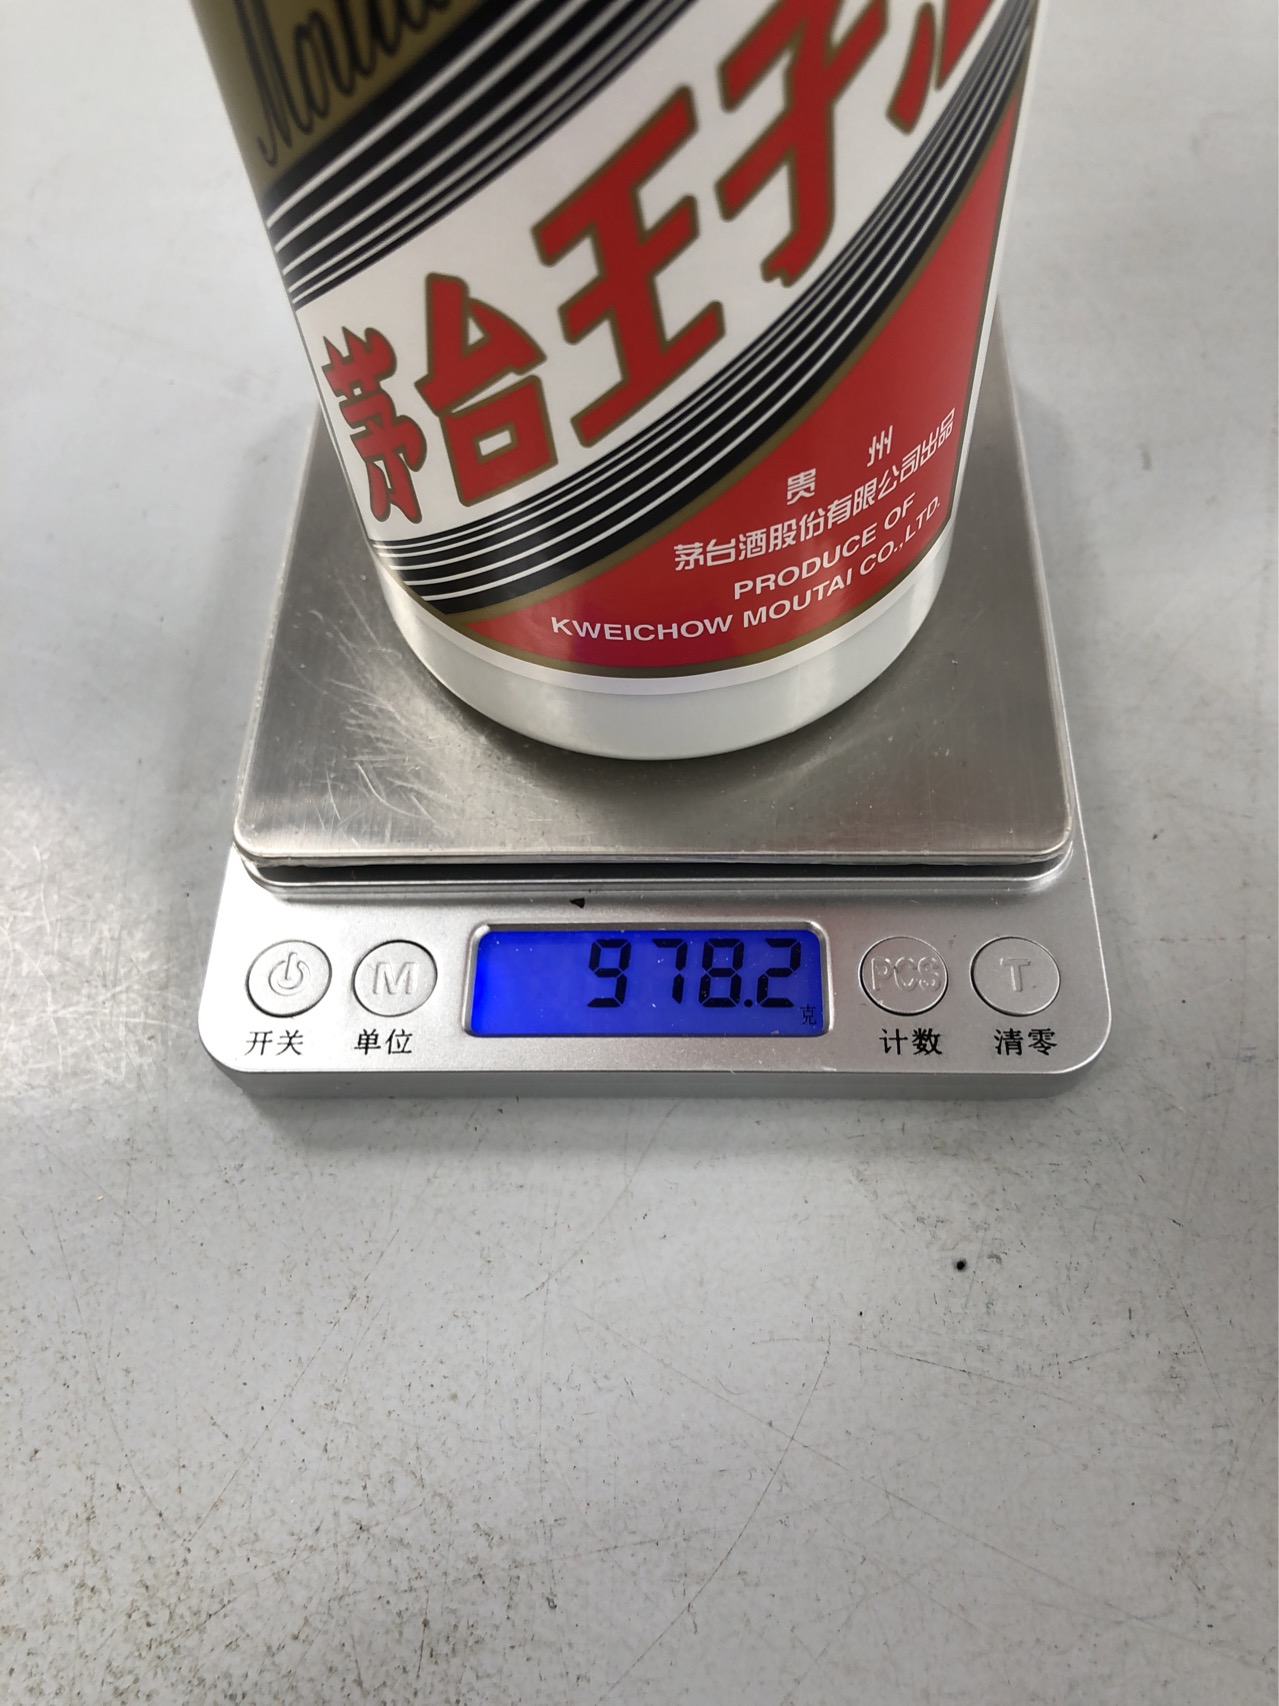 茅台王子
贵 州
茅台酒股份有限公司出品
PRODUCE OF
KWEICHOW MOUTAI CO.,LTD.
978.2
克
M PCS T
开关 单位 计数 清零